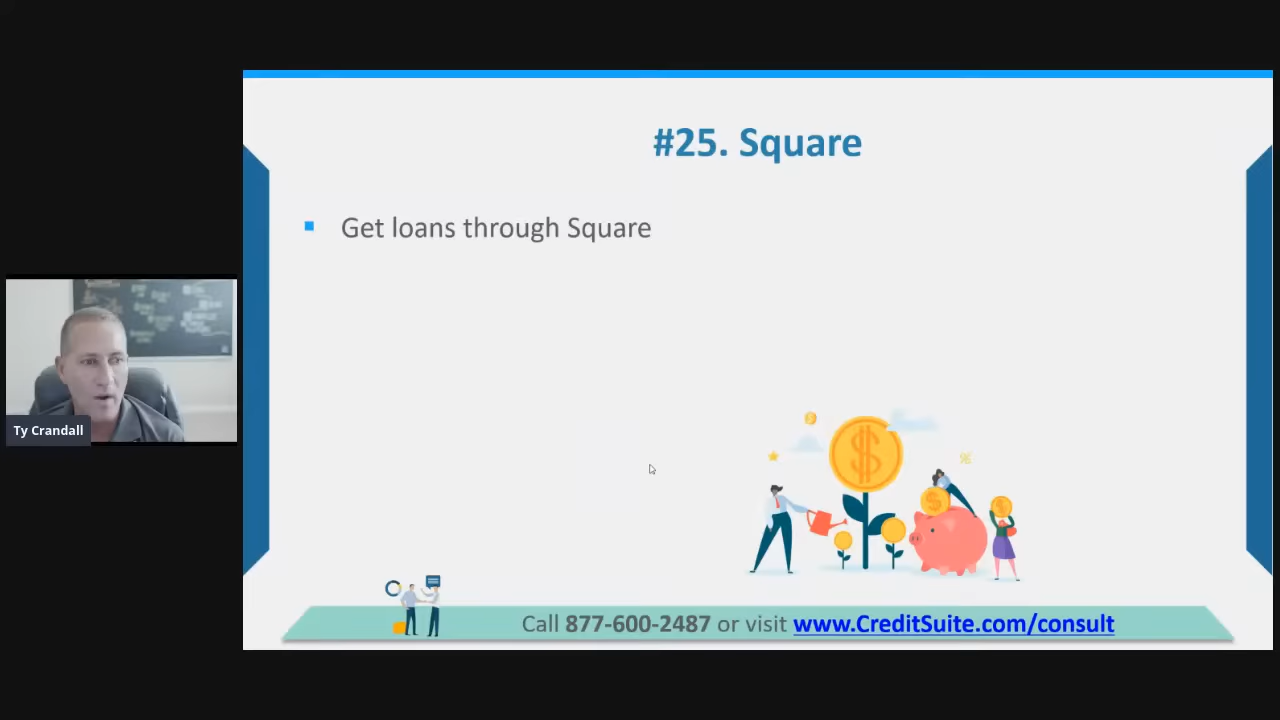 #25. Square
Get loans through Square
Ty Crandall
Call 877-600-2487 or visit www.CreditSuite.com/consult